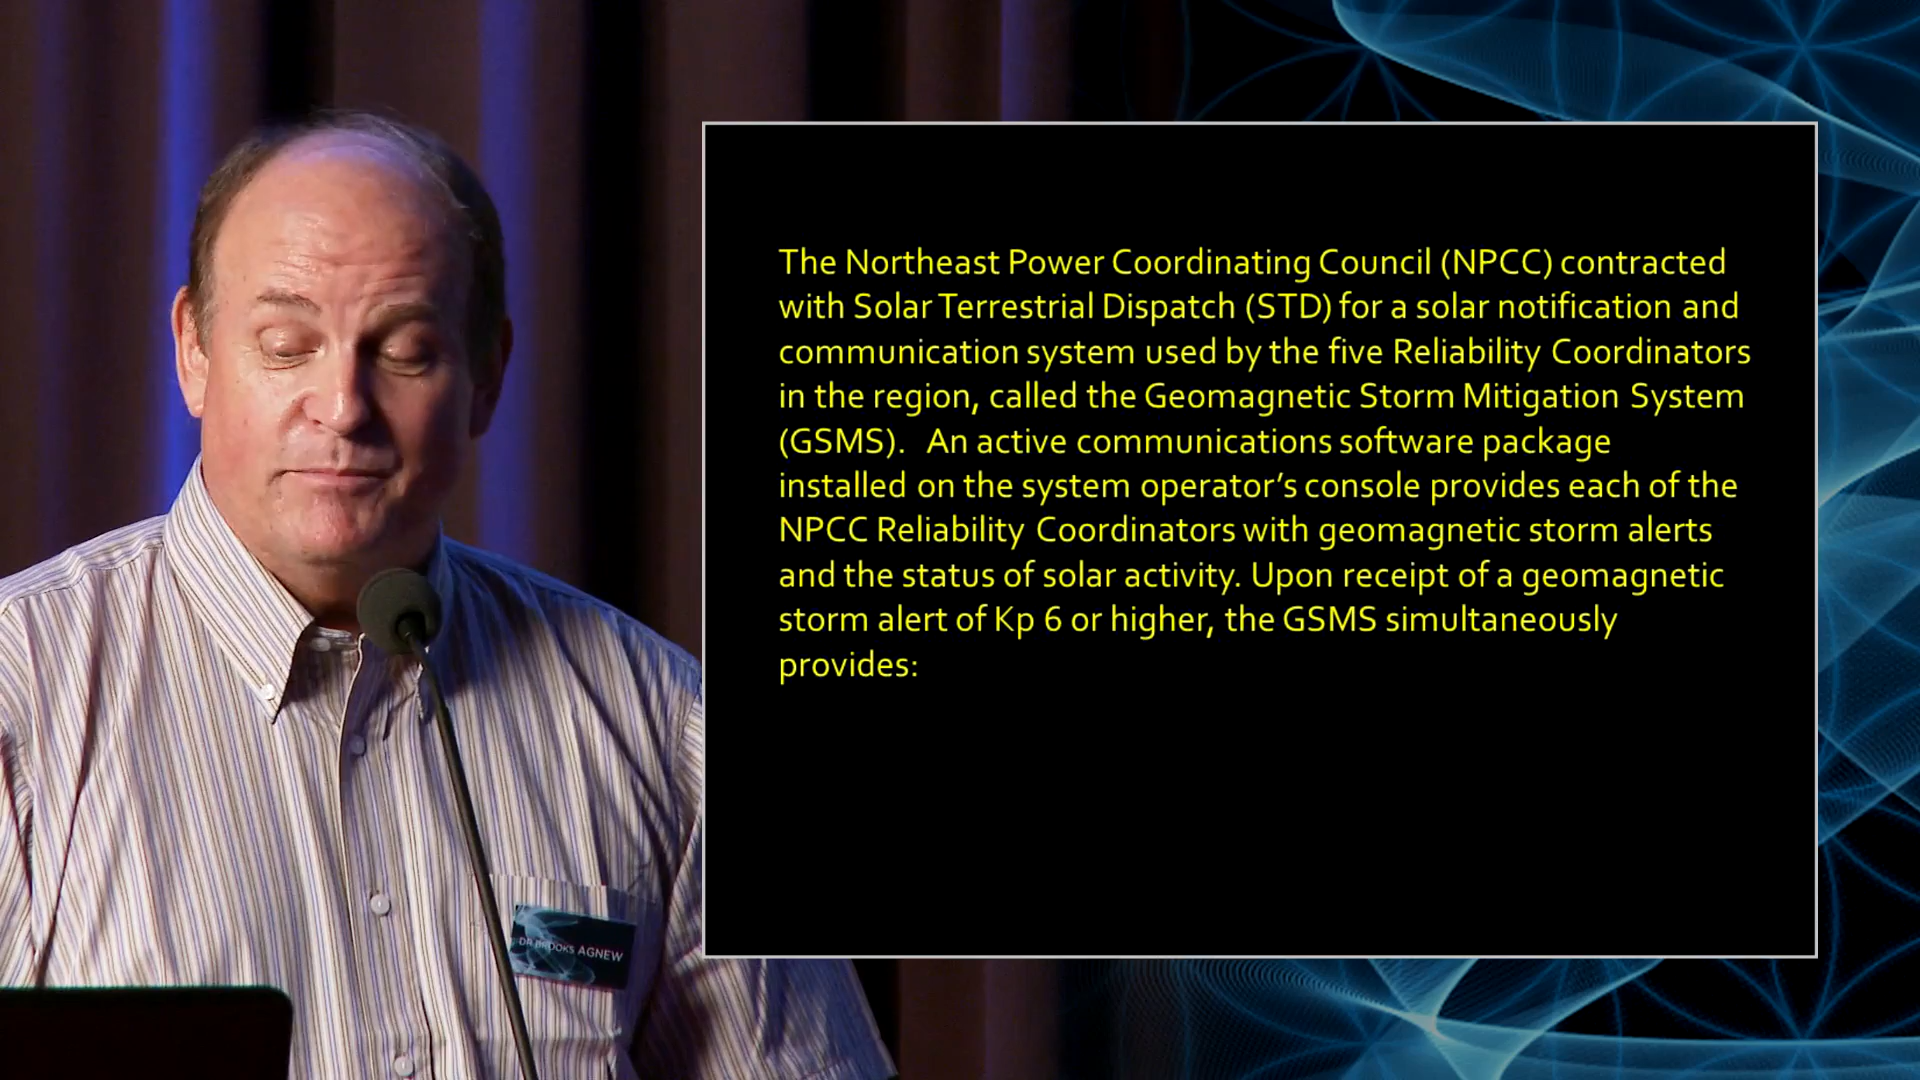 The Northeast Power Coordinating Council (NPCC) contracted
with Solar Terrestrial Dispatch (STD) for a solar notification and
communication system used by the five Reliability Coordinators
in the region, called the Geomagnetic Storm Mitigation System
(GSMS). An active communications software package
installed on the system operator’s console provides each of the
NPCC Reliability Coordinators with geomagnetic storm alerts
and the status of solar activity. Upon receipt of a geomagnetic
storm alert of Kp 6 or higher, the GSMS simultaneously
provides:
DR BROOKS AGNEW